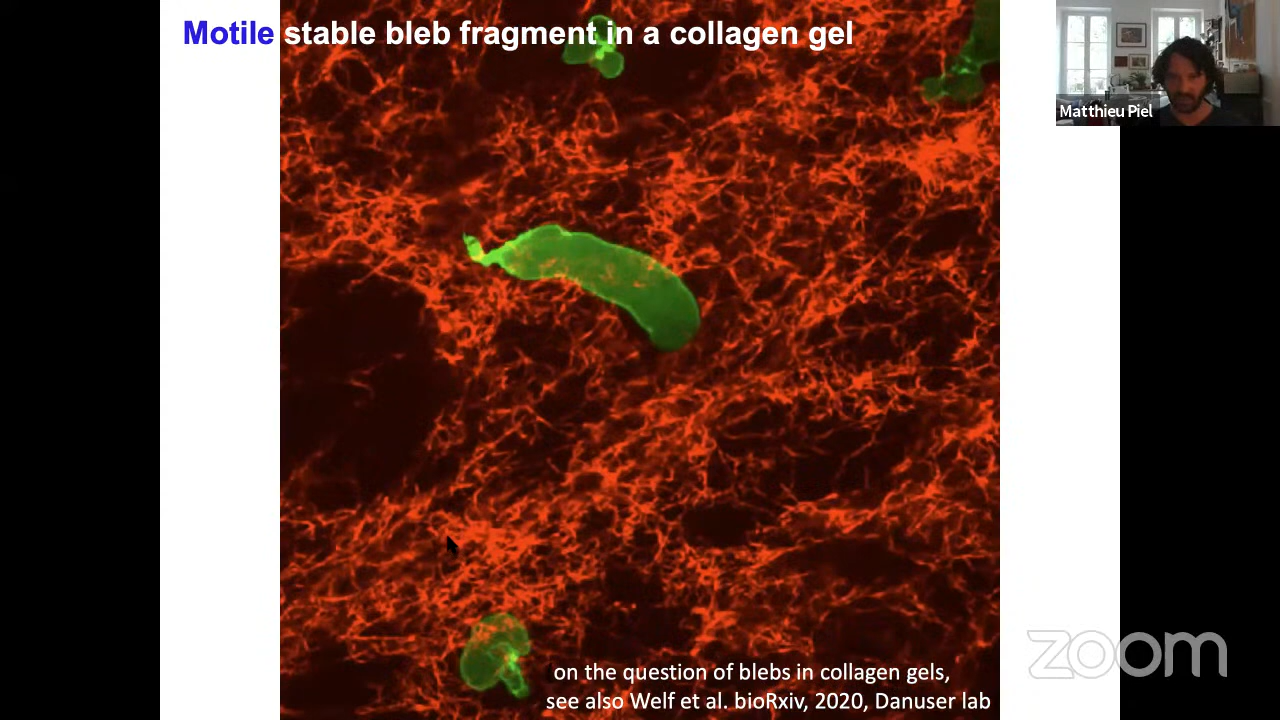 Motile stable bleb fragment in a collagen gel
Matthieu Piel
on the question of blebs in collagen gels,
see also Welf et al. bioRxiv, 2020, Danuser lab
zoom